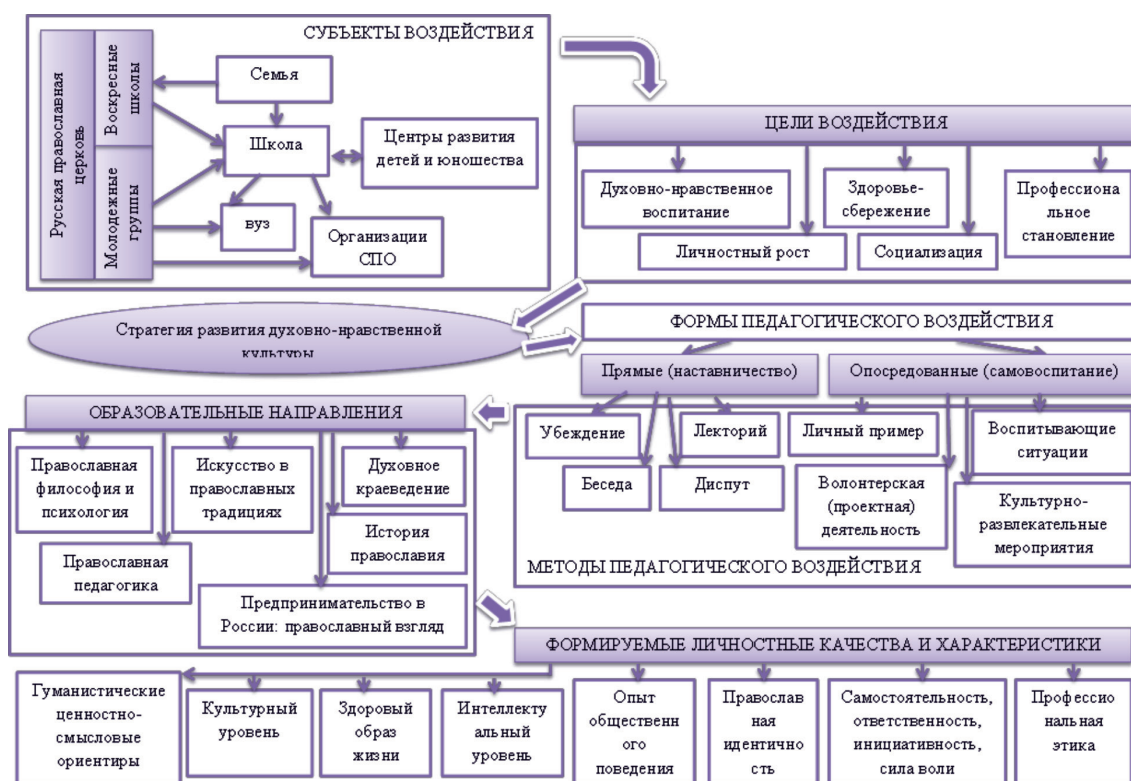 СУБЪЕКТЫ ВОЗДЕЙСТВИЯ
Русская православная
церковь
Воскресные
школы
Молодежные
группы
Семья
Школа
Центры развития
детей и юношества
вуз
Организации
СПО
ЦЕЛИ ВОЗДЕЙСТВИЯ
Духовно-нравственное
воспитание
Здоровье-
сбережение
Профессиона
льное
становление
Личностный рост
Социализация
Стратегия развития духовно-нравственной
культуры
ФОРМЫ ПЕДАГОГИЧЕСКОГО ВОЗДЕЙСТВИЯ
Прямые (наставничество)
Опосредованные (самовоспитание)
Убеждение
Лекторий
Личный пример
Воспитывающие
ситуации
Беседа
Диспут
Волонтерская
(проектная)
деятельность
Культурно-
развлекательные
мероприятия
МЕТОДЫ ПЕДАГОГИЧЕСКОГО ВОЗДЕЙСТВИЯ
ОБРАЗОВАТЕЛЬНЫЕ НАПРАВЛЕНИЯ
Православная
философия и
психология
Искусство в
православных
традициях
Духовное
краеведение
История
православия
Православная
педагогика
Предпринимательство в
России: православный взгляд
ФОРМИРУЕМЫЕ ЛИЧНОСТНЫЕ КАЧЕСТВА И ХАРАКТЕРИСТИКИ
Гуманистические
ценностно-
смысловые
ориентиры
Культурный
уровень
Здоровый
образ
жизни
Интеллекту
альный
уровень
Опыт
общественн
ого
поведения
Православ
ная
идентично
сть
Самостоятельность,
ответственность,
инициативность,
сила воли
Профессио
нальная
этика